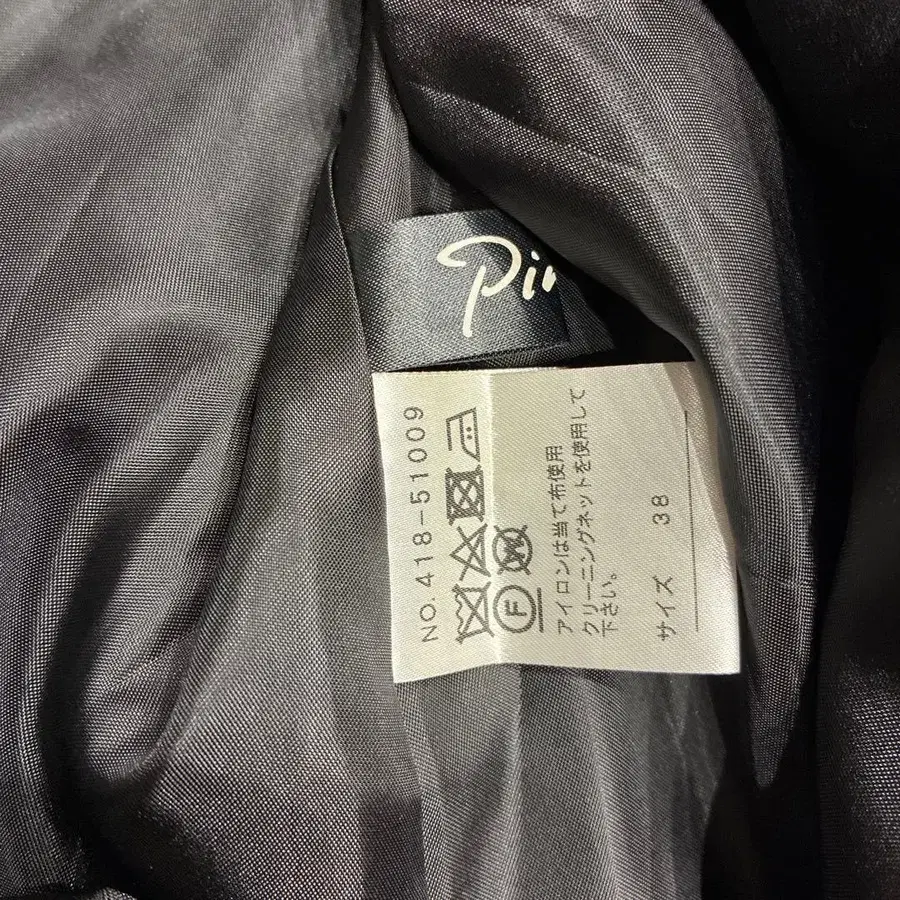 Pin
NO. 418-51009
F
W
アイロンは当て布使用
クリーニングネットを使用して
下さい。
サイズ 38